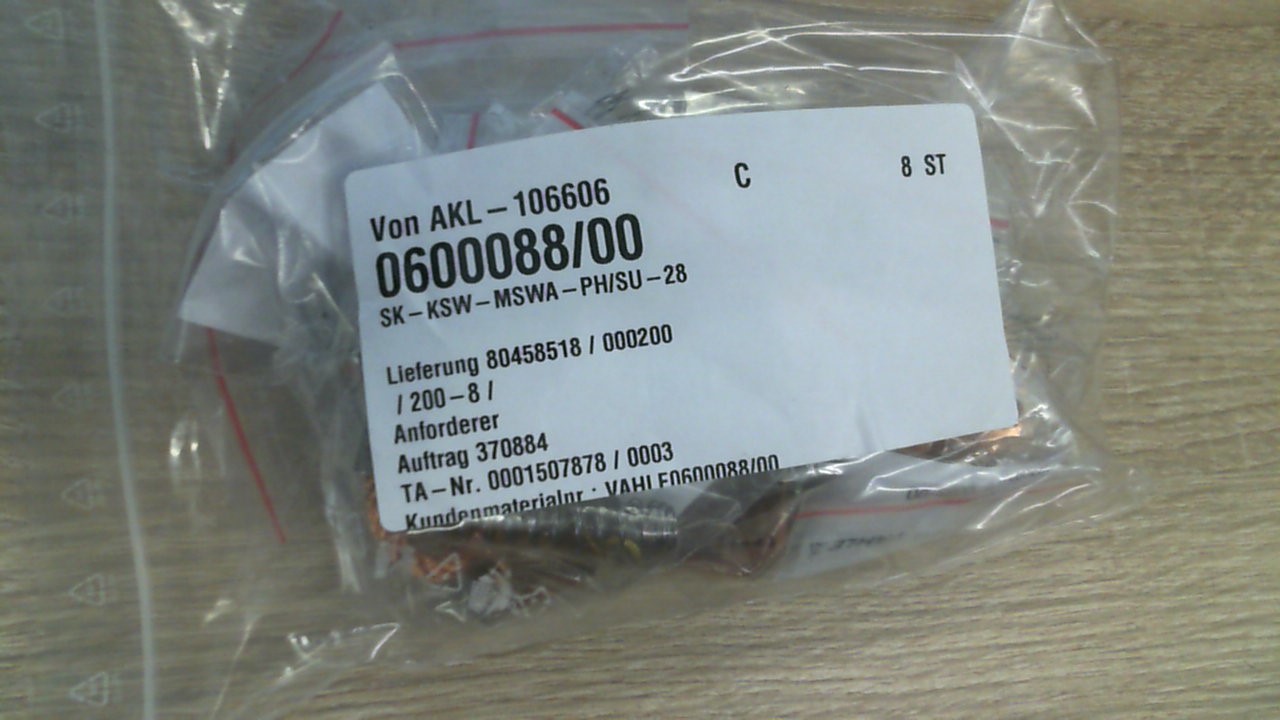 Von AKL-106606 C 8 ST
0600088/00
SK-KSW-MSWA-PH/SU-28
Lieferung 80458518 / 000200
/ 200-8 /
Anforderer
Auftrag 370884
TA-Nr. 0001507878 / 0003
Kundenmaterialnr.: VAHLE0600088/00